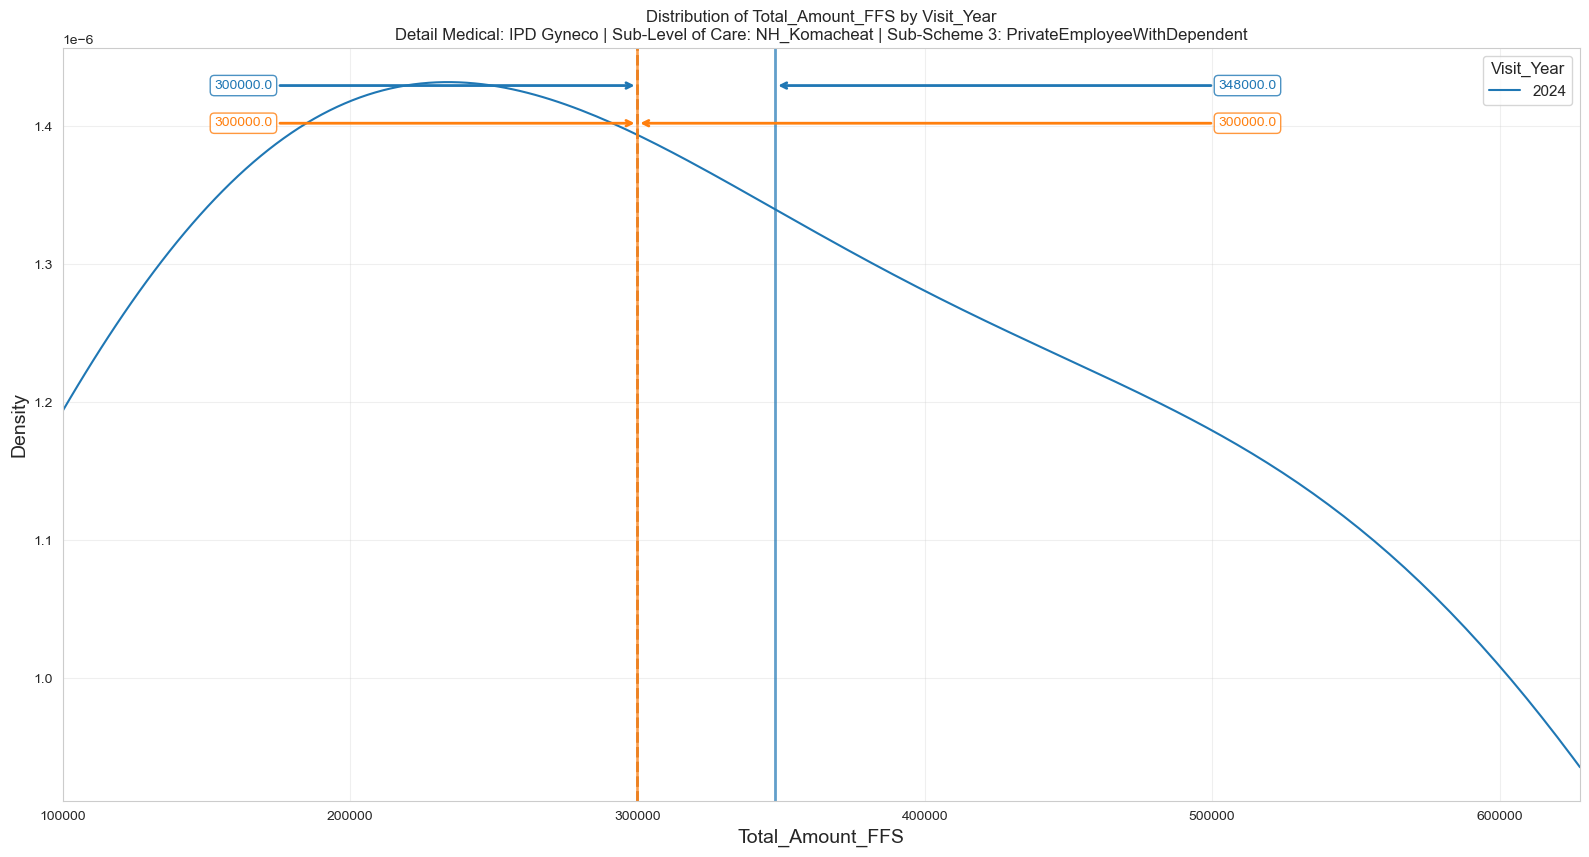 Distribution of Total_Amount_FFS by Visit_Year
Detail Medical: IPD Gyneco | Sub-Level of Care: NH_Komacheat | Sub-Scheme 3: PrivateEmployeeWithDependent
1e−6
300000.0
348000.0
300000.0
300000.0
Visit_Year
2024
1.4
1.3
1.2
1.1
1.0
Density
100000
200000
300000
400000
500000
600000
Total_Amount_FFS